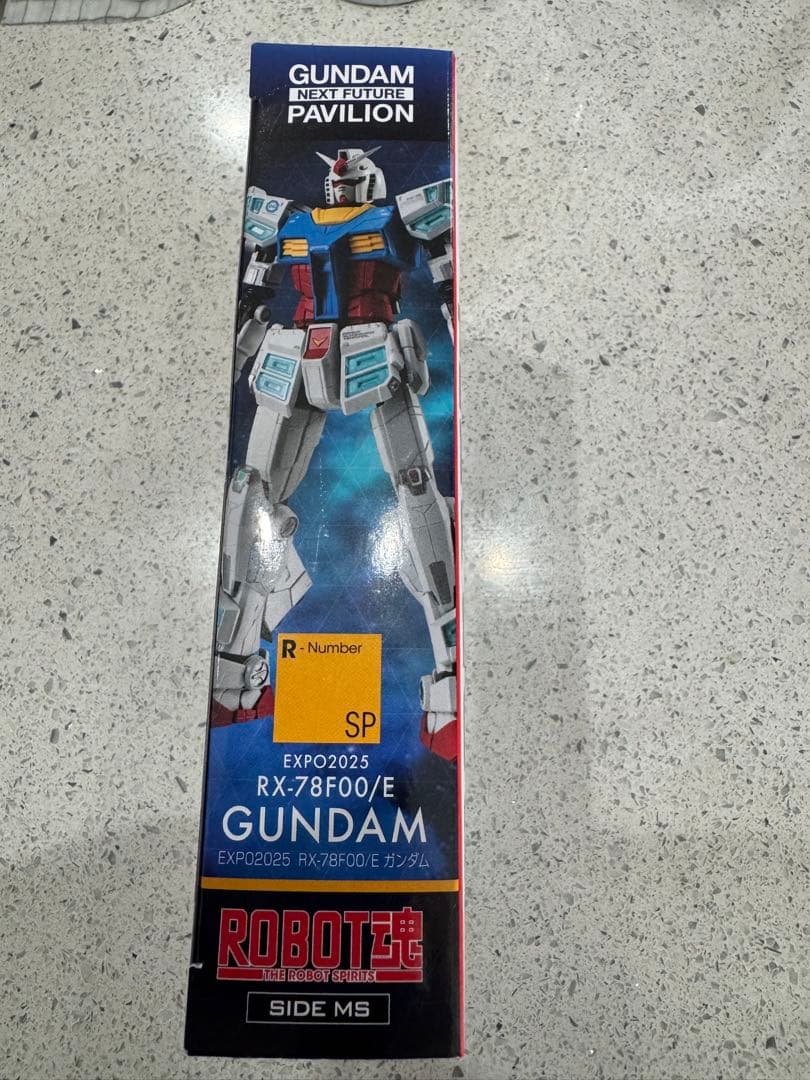 GUNDAM
NEXT FUTURE
PAVILION
R - Number
SP
EXPO2025
RX-78F00/E
GUNDAM
EXPO2025 RX-78F00/E ガンダム
ROBOT魂
THE ROBOT SPIRITS
SIDE MS